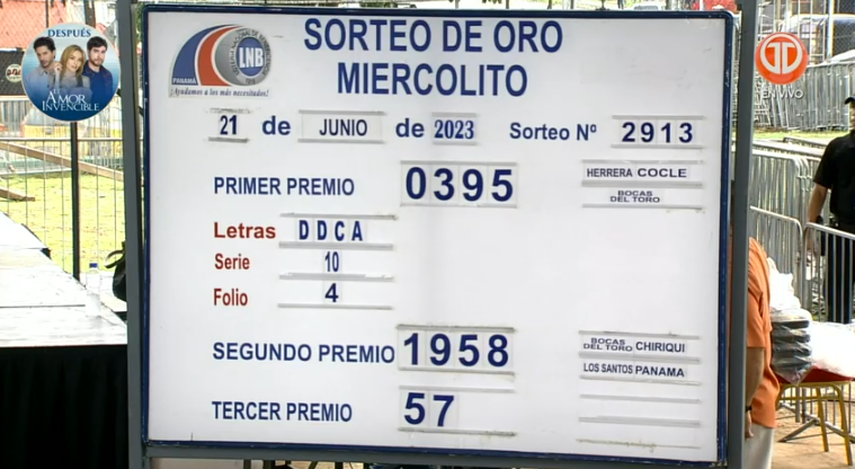 DESPUÉS
EL AMOR
INVENCIBLE
SORTEO DE ORO
MIERCOLITO
PANAMÁ
LNB
¡Ayudamos a los más necesitados!
21 de JUNIO de 2023 Sorteo Nº 2913
EN VIVO
PRIMER PREMIO 0395 HERRERA COCLE
BOCAS
DEL TORO
Letras DDCA
Serie 10
Folio 4
SEGUNDO PREMIO 1958 BOCAS
DEL TORO CHIRIQUI
LOS SANTOS PANAMA
TERCER PREMIO 57